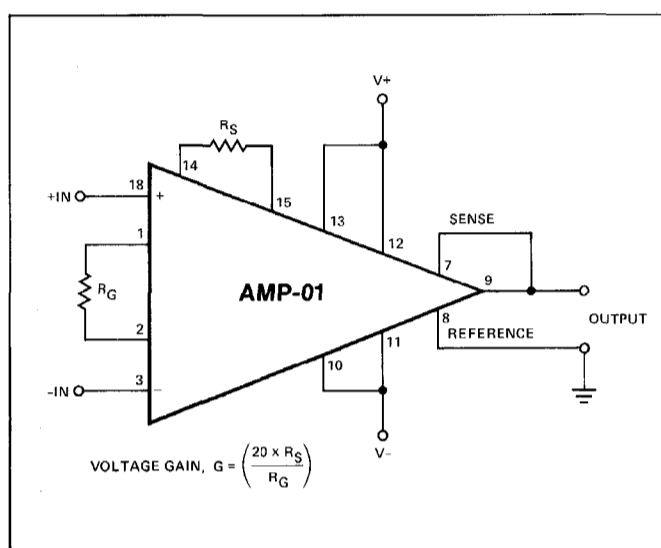 V+
RS
14
18
+IN
+
15
1
13
12
SENSE
7
9
RG
AMP-01
8
OUTPUT
2
11
REFERENCE
10
3
-IN
−
V−
VOLTAGE GAIN, G = (20 × RS / RG)